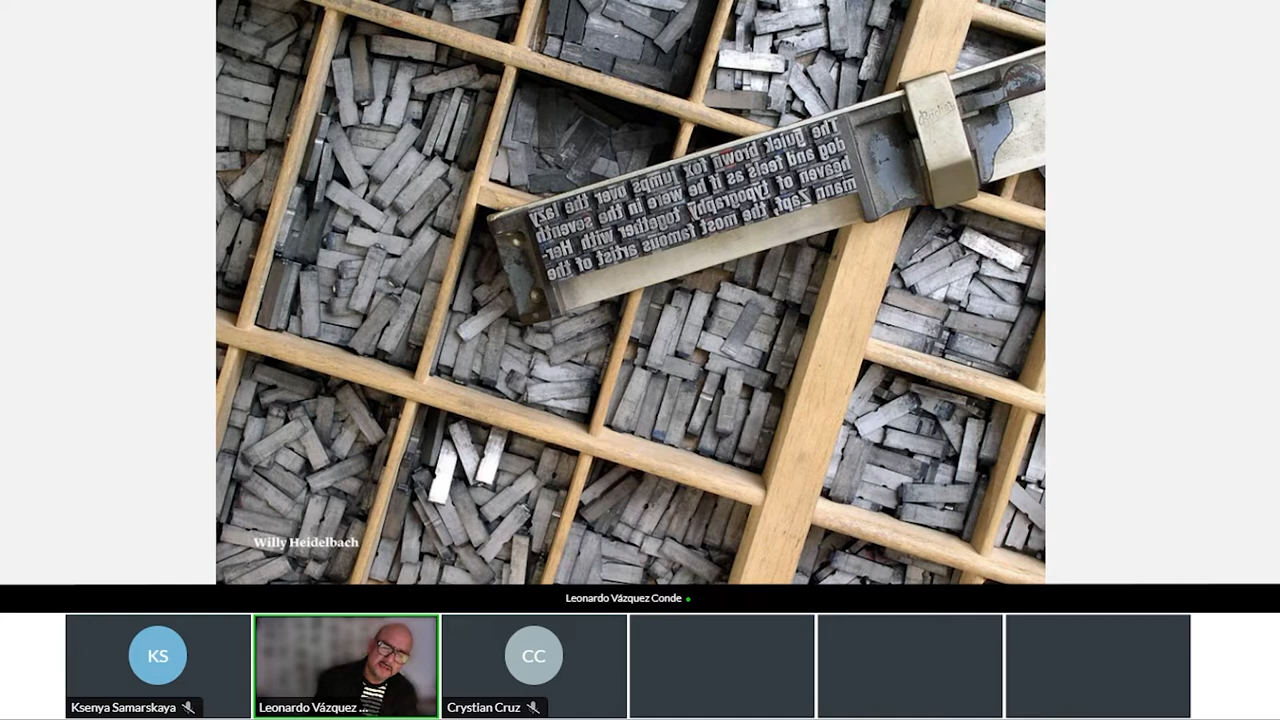 The quick brown fox jumps over the lazy
dog and feels as if he were in the seventh
heaven of typography together with Her-
mann Zapf, the most famous artist of the
Willy Heidelbach
Leonardo Vázquez Conde
KS
CC
Ksenya Samarskaya
Leonardo Vázquez ...
Crystian Cruz